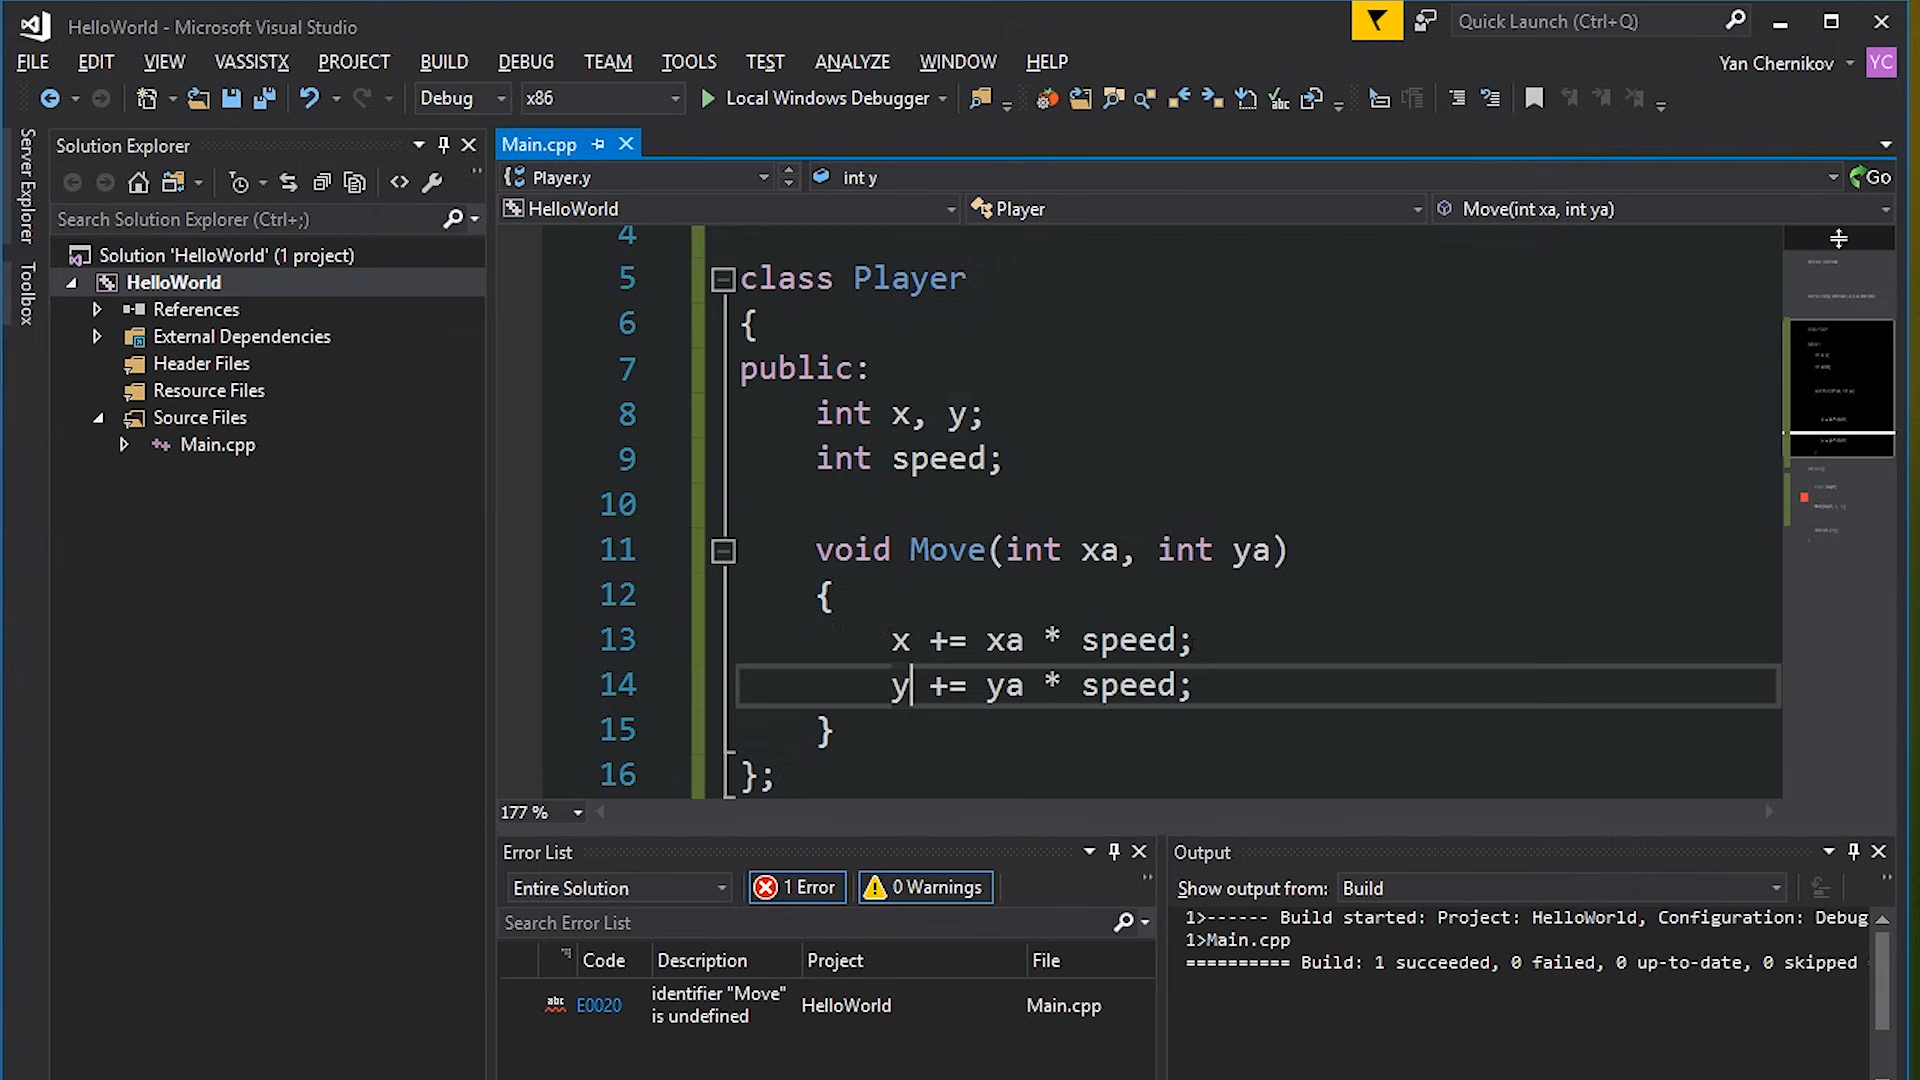 HelloWorld - Microsoft Visual Studio
Quick Launch (Ctrl+Q)
FILE EDIT VIEW VASSISTX PROJECT BUILD DEBUG TEAM TOOLS TEST ANALYZE WINDOW HELP
Yan Chernikov YC
Debug x86 Local Windows Debugger
Server Explorer
Toolbox
Solution Explorer
Search Solution Explorer (Ctrl+;)
Solution 'HelloWorld' (1 project)
HelloWorld
References
External Dependencies
Header Files
Resource Files
Source Files
Main.cpp
Main.cpp
Player.y int y Go
HelloWorld Player Move(int xa, int ya)
4
5 class Player
6 {
7 public:
8 int x, y;
9 int speed;
10
11 void Move(int xa, int ya)
12 {
13 x += xa * speed;
14 y += ya * speed;
15 }
16 };
177 %
Error List
Entire Solution 1 Error 0 Warnings
Search Error List
Code Description Project File
abc E0020 identifier "Move" is undefined HelloWorld Main.cpp
Output
Show output from: Build
1>------ Build started: Project: HelloWorld, Configuration: Debug
1>Main.cpp
========== Build: 1 succeeded, 0 failed, 0 up-to-date, 0 skipped